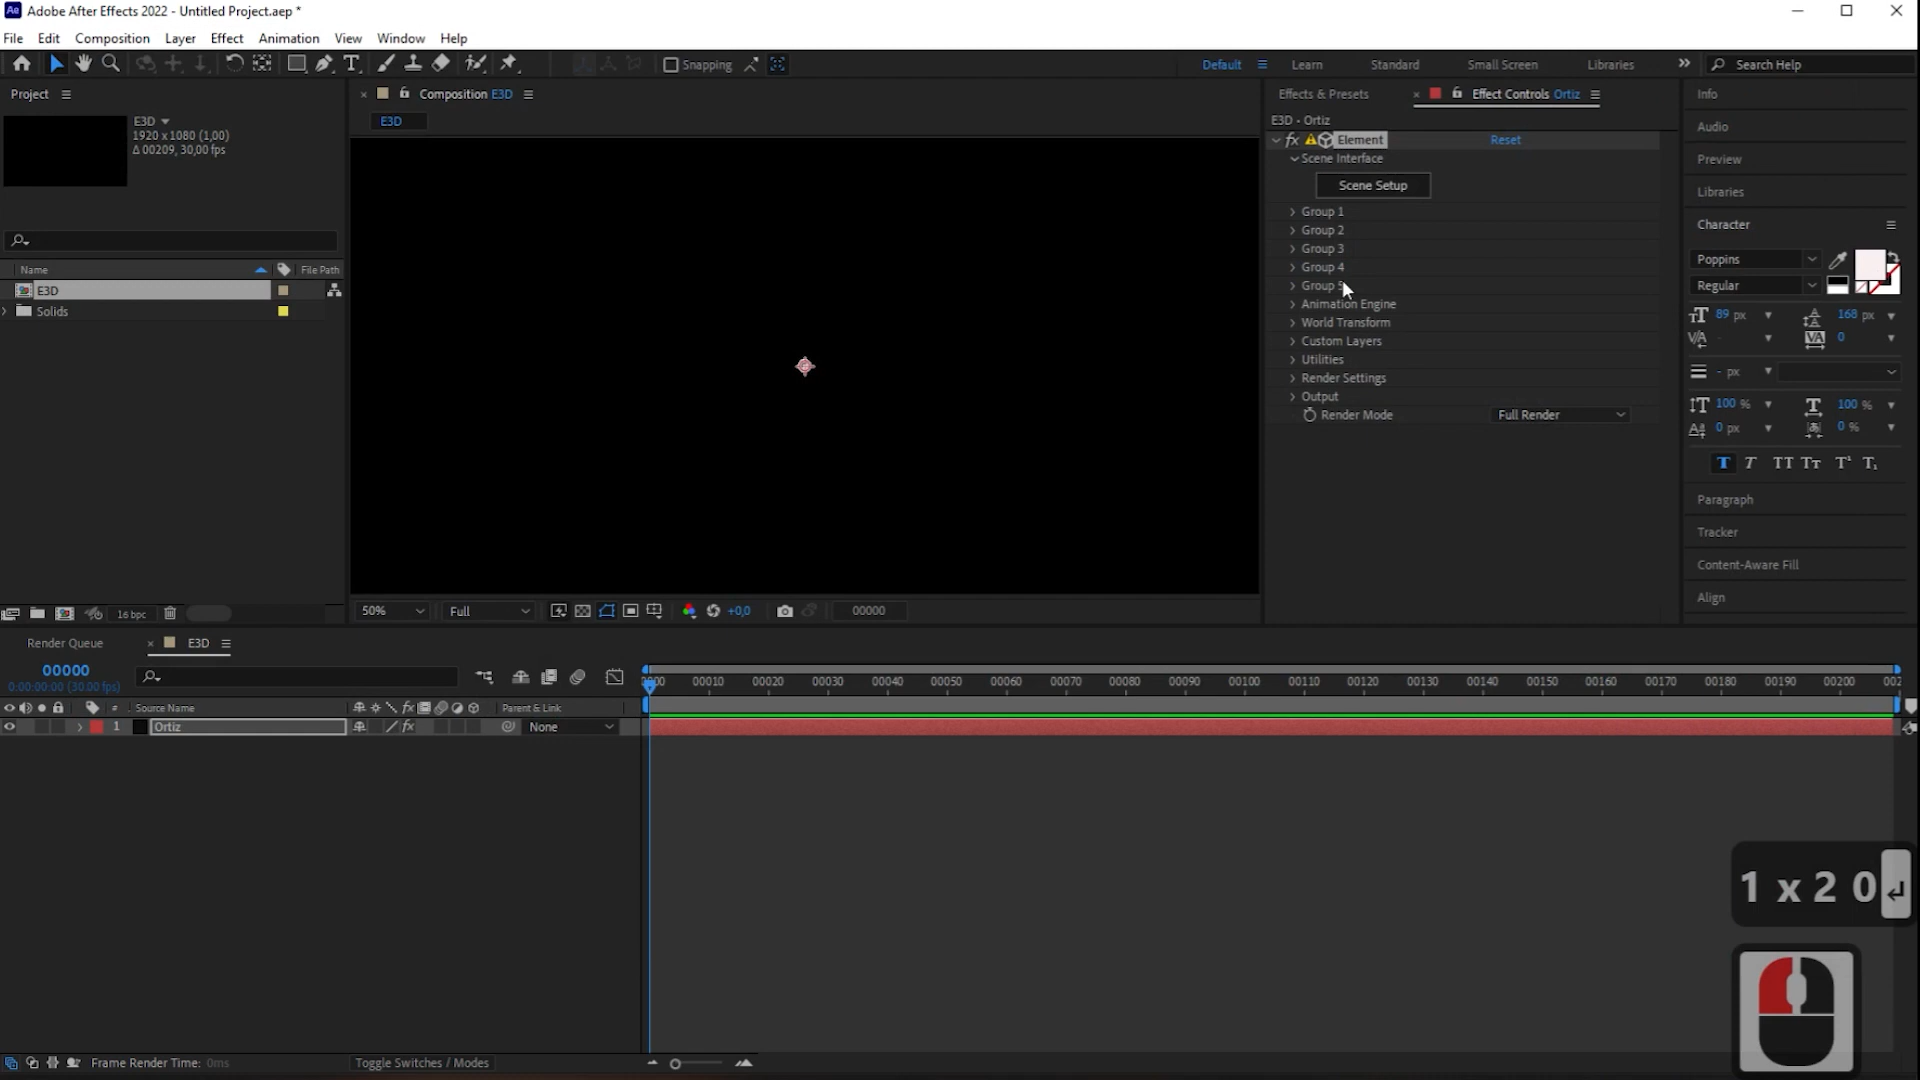 Adobe After Effects 2022 - Untitled Project.aep *
File Edit Composition Layer Effect Animation View Window Help
Snapping
Default Learn Standard Small Screen Libraries Search Help
Project
E3D
1920 x 1080 (1,00)
Δ 00209, 30,00 fps
Name File Path
E3D
Solids
16 bpc
Composition E3D
E3D
50% Full +0,0 00000
Effects & Presets Effect Controls Ortiz
E3D - Ortiz
fx Element Reset
Scene Interface
Scene Setup
Group 1
Group 2
Group 3
Group 4
Group 5
Animation Engine
World Transform
Custom Layers
Utilities
Render Settings
Output
Render Mode Full Render
Info
Audio
Preview
Libraries
Character
Poppins
Regular
89 px 168 px
0
- px
100 % 100 %
0 px 0 %
Paragraph
Tracker
Content-Aware Fill
Align
Render Queue E3D
00000
0:00:00:00 (30.00 fps)
00010 00020 00030 00040 00050 00060 00070 00080 00090 00100 00110 00120 00130 00140 00150 00160 00170 00180 00190 00200
# Source Name Parent & Link
1 Ortiz None
1 x 2 0
Frame Render Time: 0ms Toggle Switches / Modes